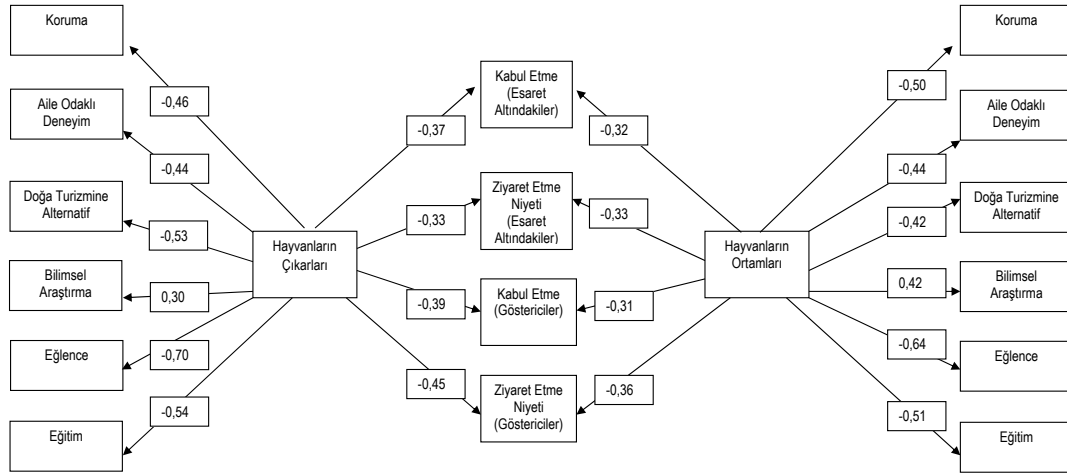 Koruma
-0,46
Aile Odaklı
Deneyim
-0,44
Doğa Turizmine
Alternatif
-0,53
Bilimsel
Araştırma
0,30
Eğlence
-0,70
Eğitim
-0,54
Hayvanların
Çıkarları
-0,37
-0,33
-0,39
-0,45
Kabul Etme
(Esaret
Altındakiler)
Ziyaret Etme
Niyeti
(Esaret
Altındakiler)
Kabul Etme
(Göstericiler)
Ziyaret Etme
Niyeti
(Göstericiler)
-0,32
-0,33
-0,31
-0,36
Hayvanların
Ortamları
-0,50
Koruma
-0,44
Aile Odaklı
Deneyim
-0,42
Doğa Turizmine
Alternatif
0,42
Bilimsel
Araştırma
-0,64
Eğlence
-0,51
Eğitim